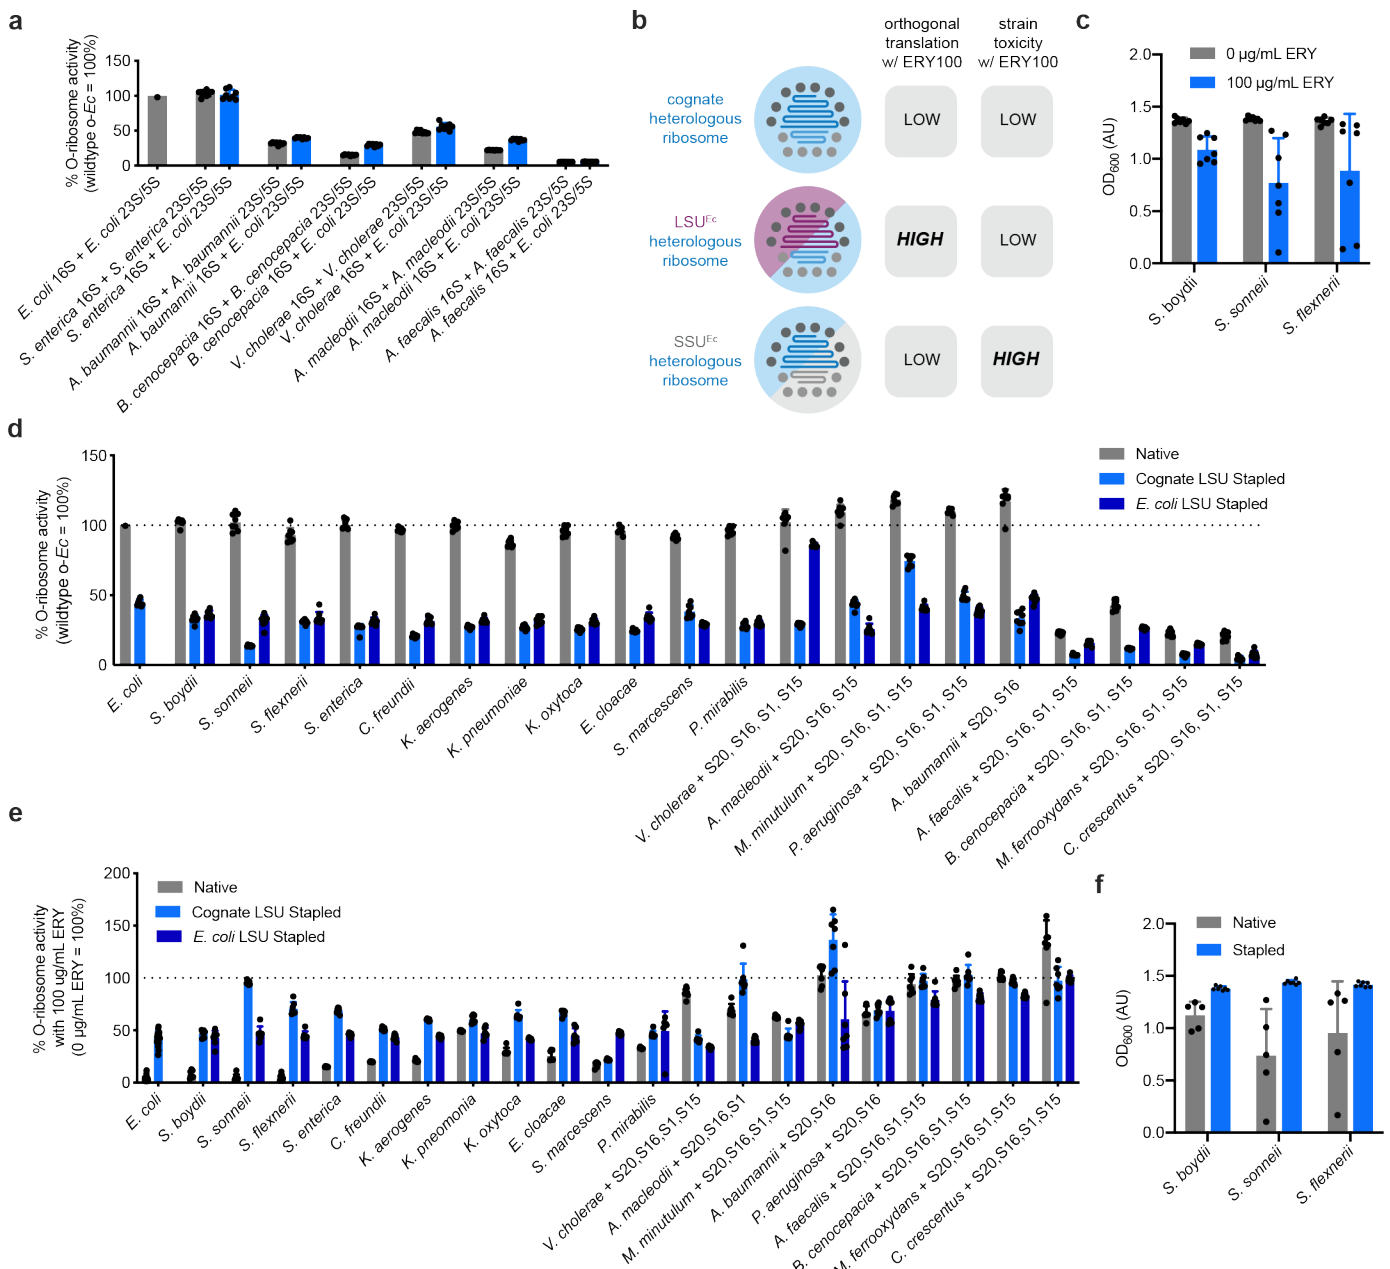 a
% O-ribosome activity
(wildtype o-Ec = 100%)
150
100
50
0
E. coli 16S + E. coli 23S/5S
S. enterica 16S + S. enterica 23S/5S
S. enterica 16S + E. coli 23S/5S
A. baumannii 16S + A. baumannii 23S/5S
A. baumannii 16S + E. coli 23S/5S
B. cenocepacia 16S + B. cenocepacia 23S/5S
B. cenocepacia 16S + E. coli 23S/5S
V. cholerae 16S + V. cholerae 23S/5S
V. cholerae 16S + E. coli 23S/5S
A. macleodii 16S + A. macleodii 23S/5S
A. macleodii 16S + E. coli 23S/5S
A. faecalis 16S + A. faecalis 23S/5S
A. faecalis 16S + E. coli 23S/5S
b
orthogonal
translation
w/ ERY100
strain
toxicity
w/ ERY100
cognate
heterologous
ribosome
LOW
LOW
LSUEc
heterologous
ribosome
HIGH
LOW
SSUEc
heterologous
ribosome
LOW
HIGH
c
0 µg/mL ERY
100 µg/mL ERY
OD600 (AU)
2.0
1.5
1.0
0.5
0.0
S. boydii
S. sonneii
S. flexnerii
d
% O-ribosome activity
(wildtype o-Ec = 100%)
150
100
50
0
Native
Cognate LSU Stapled
E. coli LSU Stapled
E. coli
S. boydii
S. sonneii
S. flexnerii
S. enterica
C. freundii
K. aerogenes
K. pneumoniae
K. oxytoca
E. cloacae
S. marcescens
P. mirabilis
V. cholerae + S20, S16, S1, S15
A. macleodii + S20, S16, S15
M. minutulum + S20, S16, S1, S15
P. aeruginosa + S20, S16, S1, S15
A. baumannii + S20, S16
A. faecalis + S20, S16, S1, S15
B. cenocepacia + S20, S16, S1, S15
M. ferrooxydans + S20, S16, S1, S15
C. crescentus + S20, S16, S1, S15
e
% O-ribosome activity
with 100 ug/mL ERY
(0 µg/mL ERY = 100%)
200
150
100
50
0
Native
Cognate LSU Stapled
E. coli LSU Stapled
E. coli
S. boydii
S. sonneii
S. flexnerii
S. enterica
C. freundii
K. aerogenes
K. pneumonia
K. oxytoca
E. cloacae
S. marcescens
P. mirabilis
V. cholerae + S20,S16,S1,S15
A. macleodii + S20,S16,S1
M. minutulum + S20,S16,S1,S15
A. baumannii + S20,S16
P. aeruginosa + S20,S16
A. faecalis + S20,S16,S1,S15
B. cenocepacia + S20,S16,S1,S15
M. ferrooxydans + S20,S16,S1,S15
C. crescentus + S20,S16,S1,S15
f
OD600 (AU)
2.0
1.5
1.0
0.5
0.0
Native
Stapled
S. boydii
S. sonneii
S. flexnerii